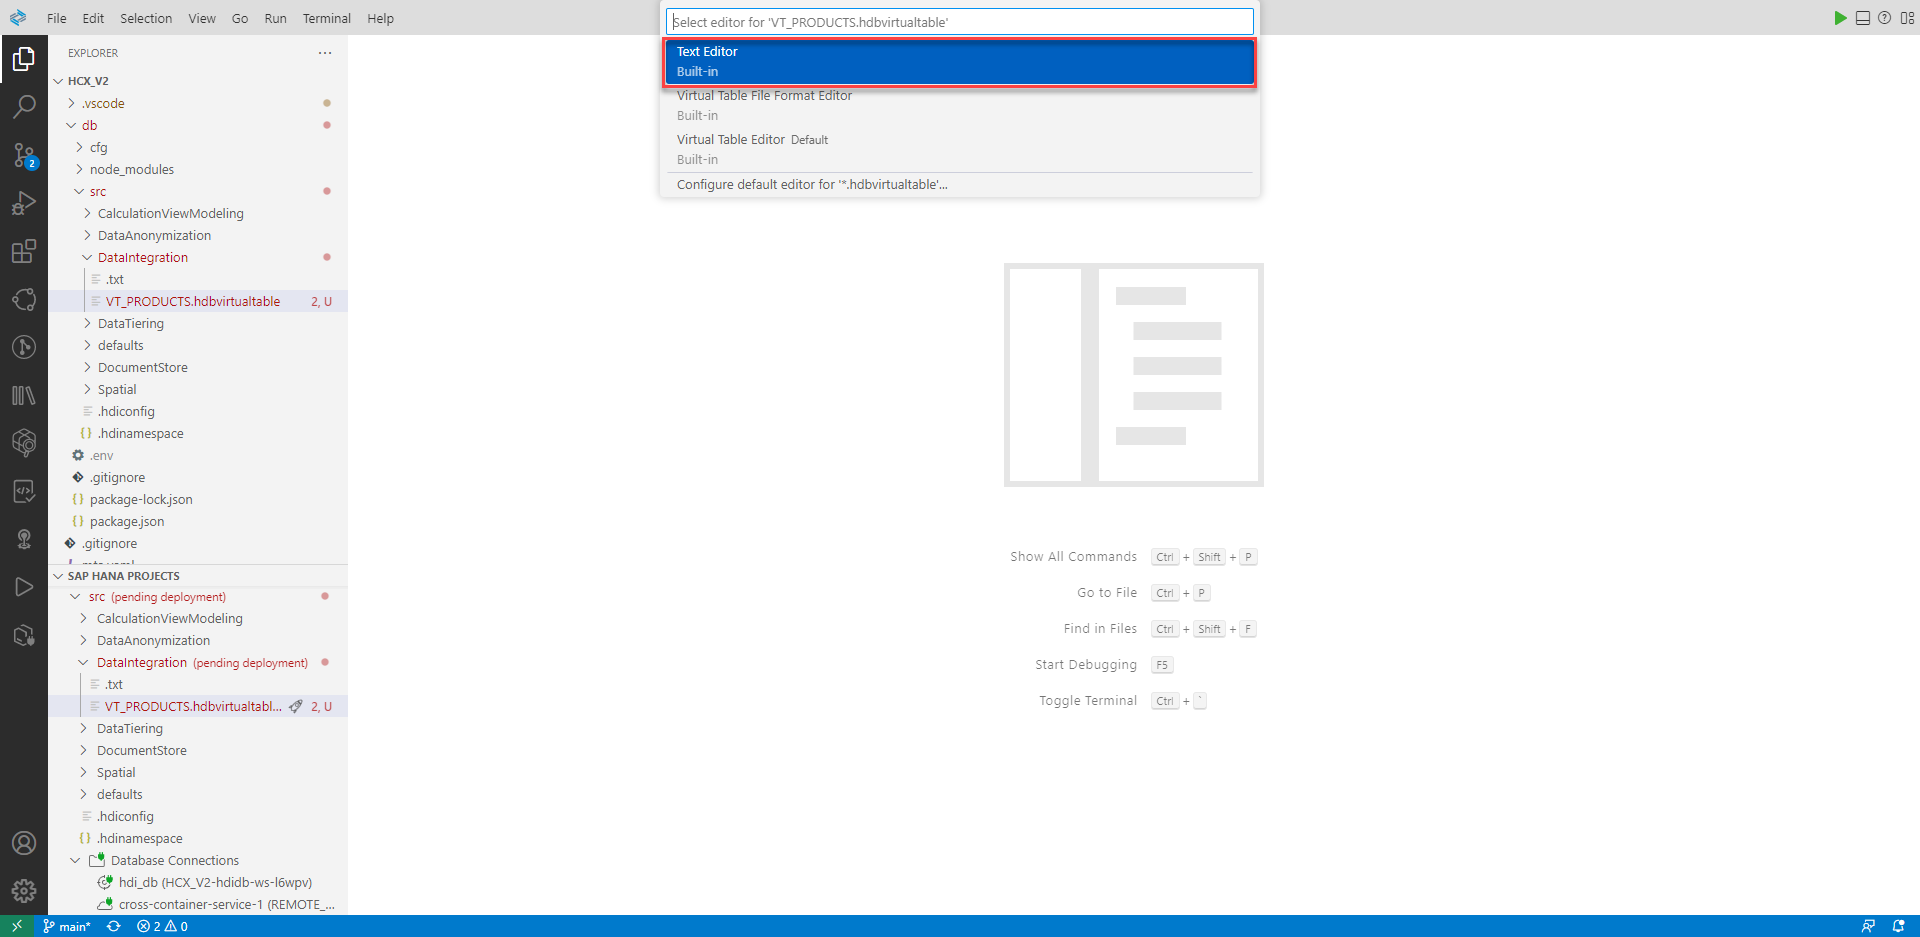 File Edit Selection View Go Run Terminal Help
Select editor for 'VT_PRODUCTS.hdbvirtualtable'
Text Editor
Built-in
Virtual Table File Format Editor
Built-in
Virtual Table Editor Default
Built-in
Configure default editor for '*.hdbvirtualtable'...
EXPLORER
HCX_V2
.vscode
db
cfg
node_modules
src
CalculationViewModeling
DataAnonymization
DataIntegration
.txt
VT_PRODUCTS.hdbvirtualtable 2, U
DataTiering
defaults
DocumentStore
Spatial
.hdiconfig
{} .hdinamespace
.env
.gitignore
{} package-lock.json
{} package.json
.gitignore
SAP HANA PROJECTS
src (pending deployment)
CalculationViewModeling
DataAnonymization
DataIntegration (pending deployment)
.txt
VT_PRODUCTS.hdbvirtualtabl... 2, U
DataTiering
DocumentStore
Spatial
defaults
.hdiconfig
{} .hdinamespace
Database Connections
hdi_db (HCX_V2-hdidb-ws-l6wpv)
cross-container-service-1 (REMOTE_...
2
Show All Commands Ctrl + Shift + P
Go to File Ctrl + P
Find in Files Ctrl + Shift + F
Start Debugging F5
Toggle Terminal Ctrl + `
main* 2 0